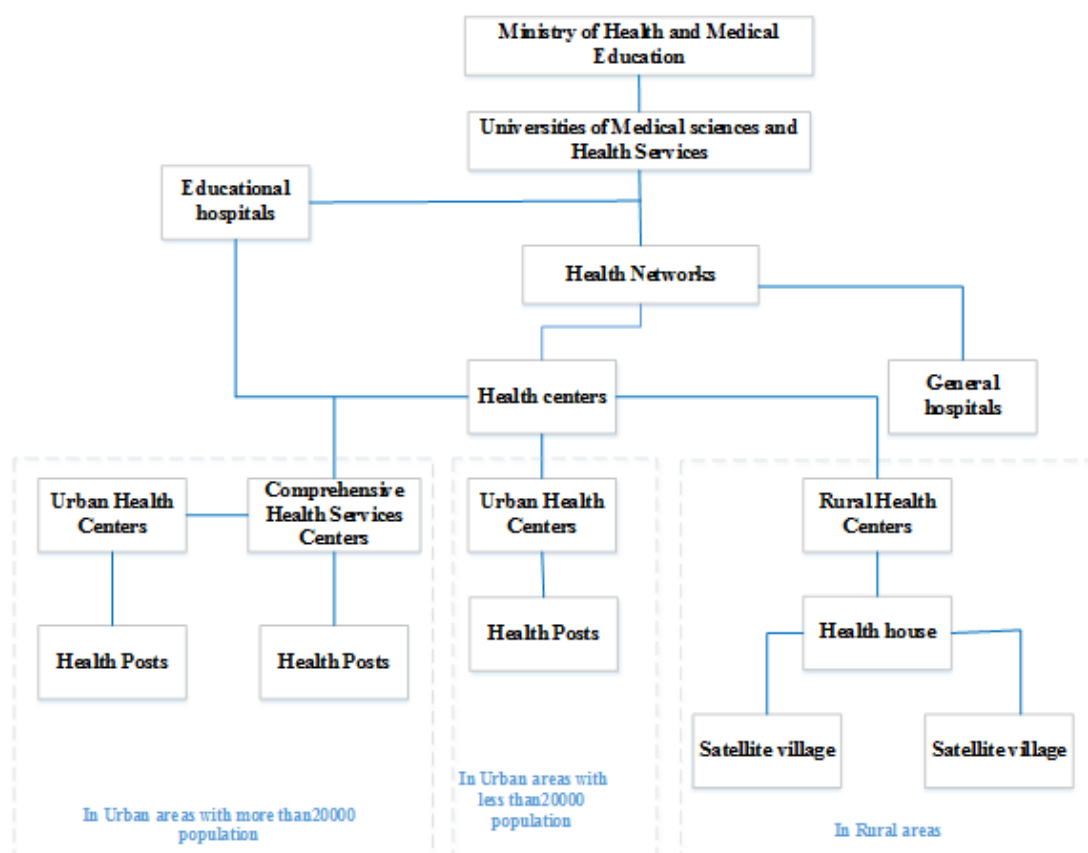 Ministry of Health and Medical
Education
Universities of Medical sciences and
Health Services
Educational
hospitals
Health Networks
Health centers
General
hospitals
Urban Health
Centers
Comprehensive
Health Services
Centers
Urban Health
Centers
Rural Health
Centers
Health Posts
Health Posts
Health Posts
Health house
Satellite village
Satellite village
In Urban areas with more than20000
population
In Urban areas with
less than20000
population
In Rural areas